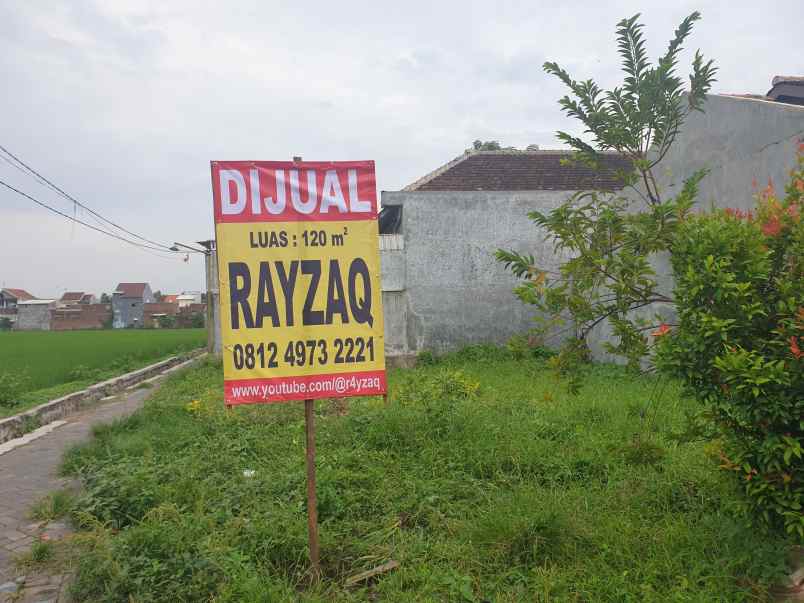 DIJUAL
LUAS : 120 m²
RAYZAQ
0812 4973 2221
www.youtube.com/@r4yzaq